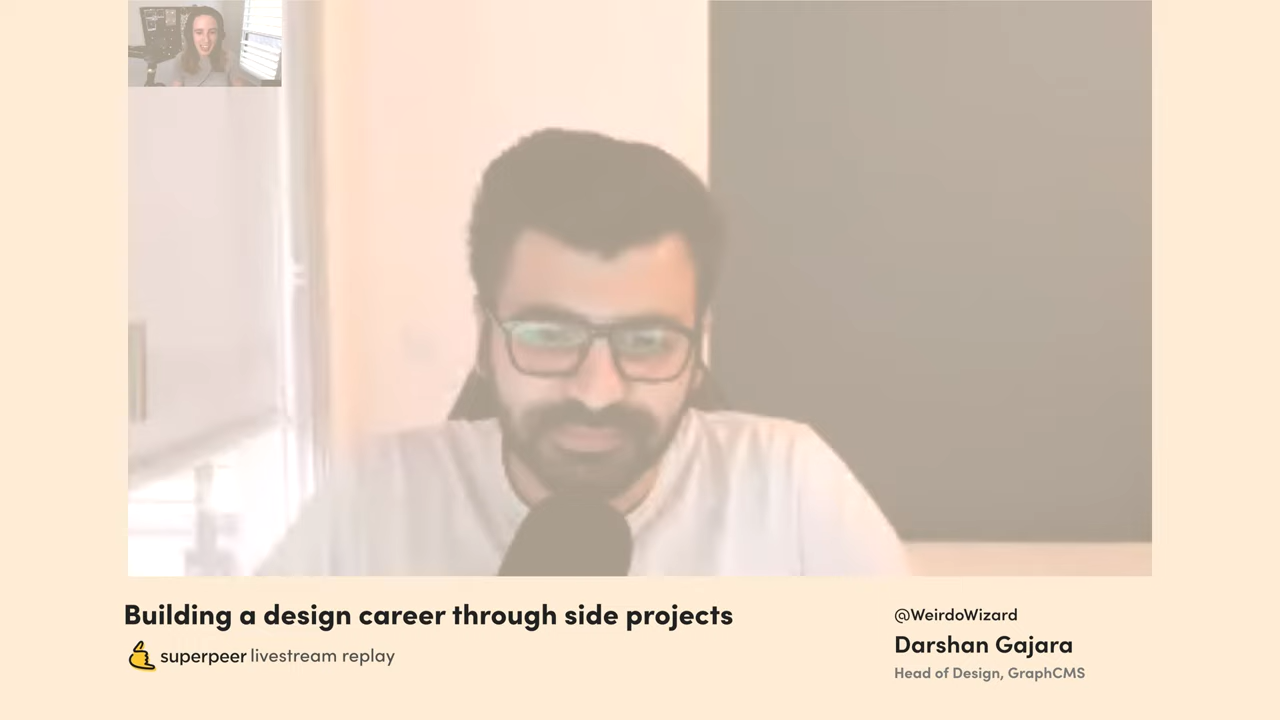 Building a design career through side projects
superpeer livestream replay
@WeirdoWizard
Darshan Gajara
Head of Design, GraphCMS